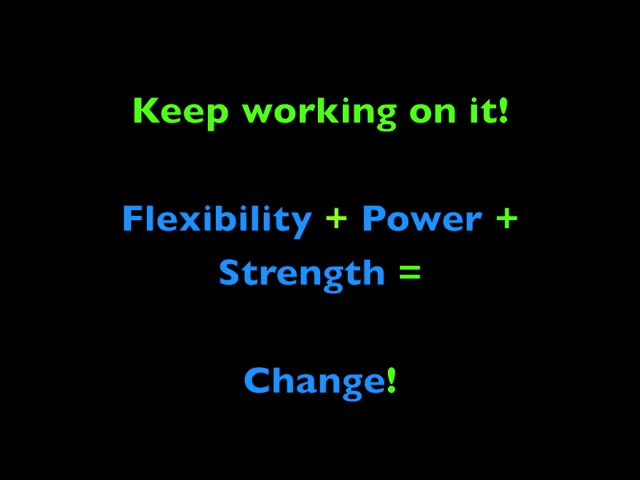 Keep working on it!
Flexibility + Power +
Strength =
Change!